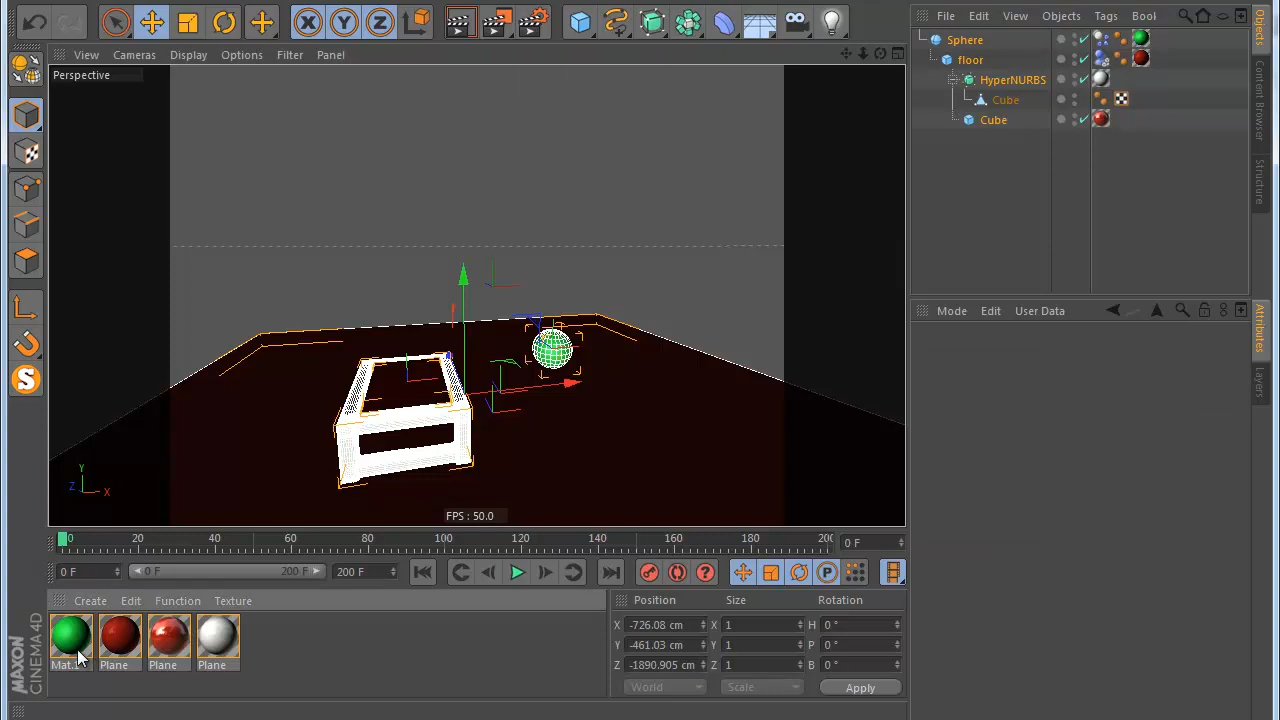 File Edit View Objects Tags Book
View Cameras Display Options Filter Panel
Perspective
Sphere
floor
HyperNURBS
Cube
Cube
Objects
Content Browser
Structure
Mode Edit User Data
Attributes
Layers
Y
Z X
FPS : 50.0
0 20 40 60 80 100 120 140 160 180 200
0 F
0 F
0 F 200 F
200 F
Create Edit Function Texture
Mat.1 Plane Plane Plane
Position Size Rotation
X -726.08 cm X 1 H 0 °
Y -461.03 cm Y 1 P 0 °
Z -1890.905 cm Z 1 B 0 °
World Scale Apply
MAXON
CINEMA 4D